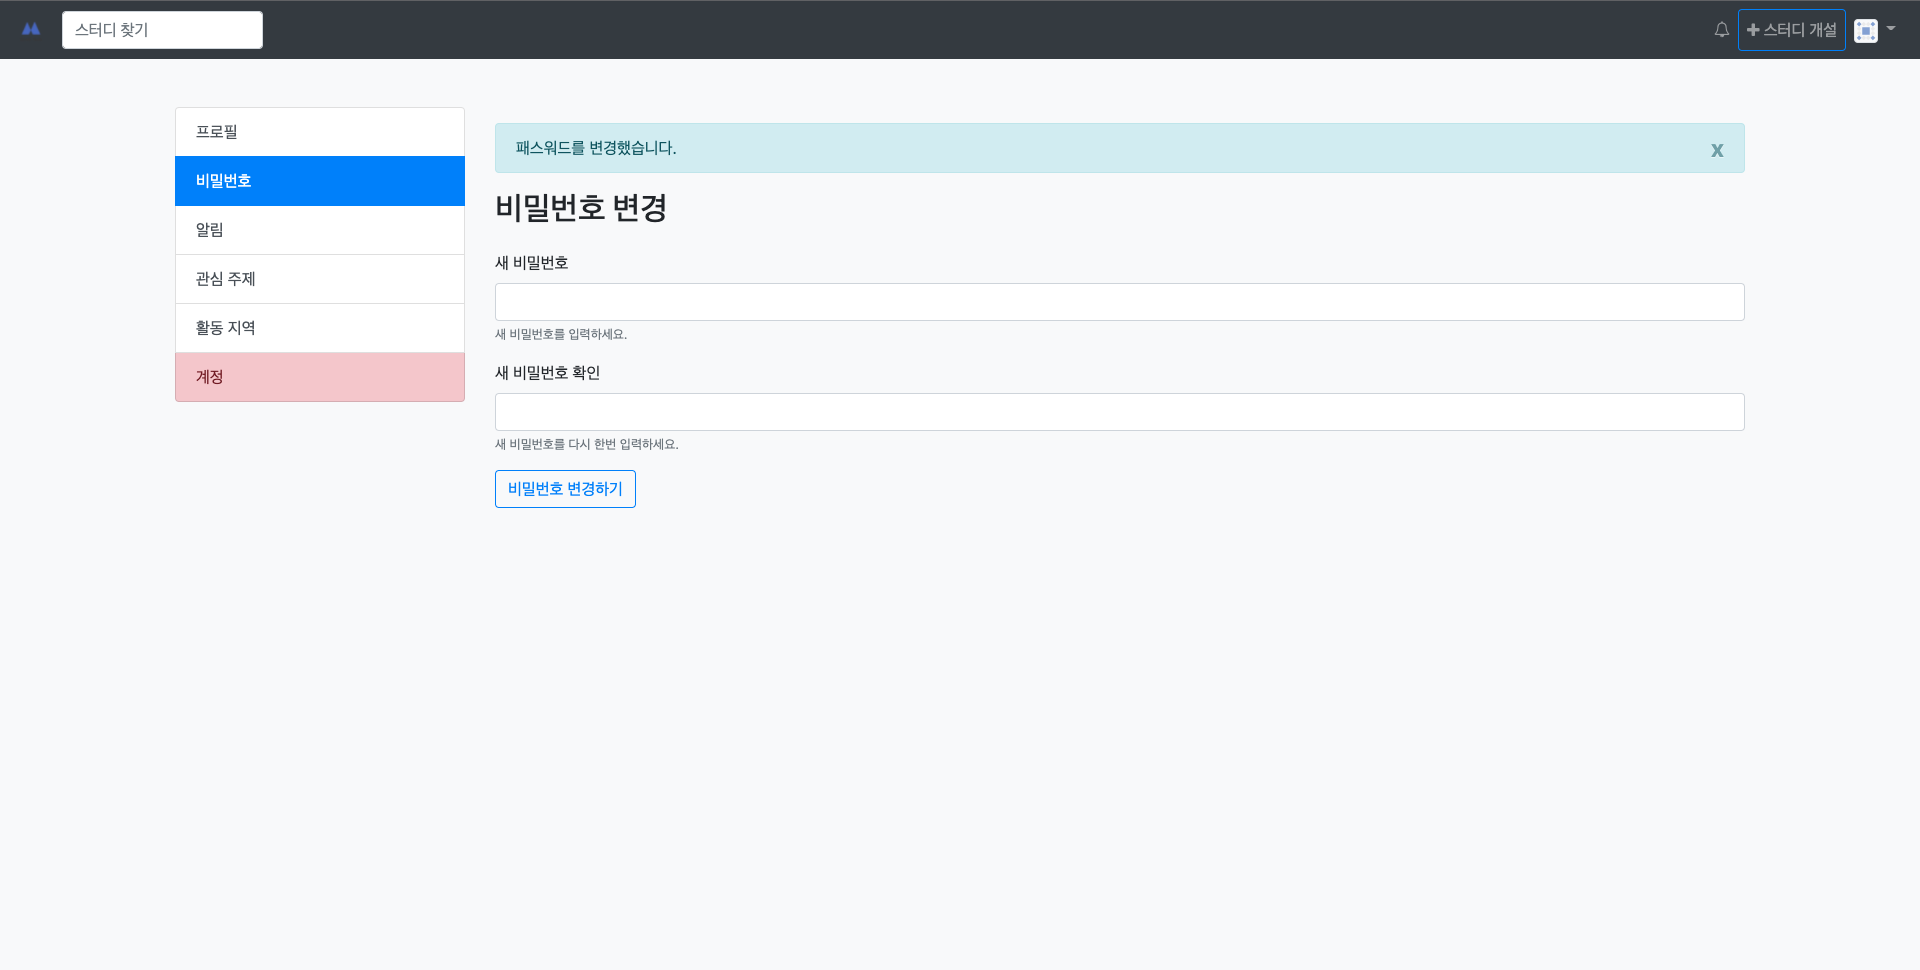 스터디 찾기
스터디 개설
프로필
비밀번호
알림
관심 주제
활동 지역
계정
패스워드를 변경했습니다.
x
비밀번호 변경
새 비밀번호
새 비밀번호를 입력하세요.
새 비밀번호 확인
새 비밀번호를 다시 한번 입력하세요.
비밀번호 변경하기